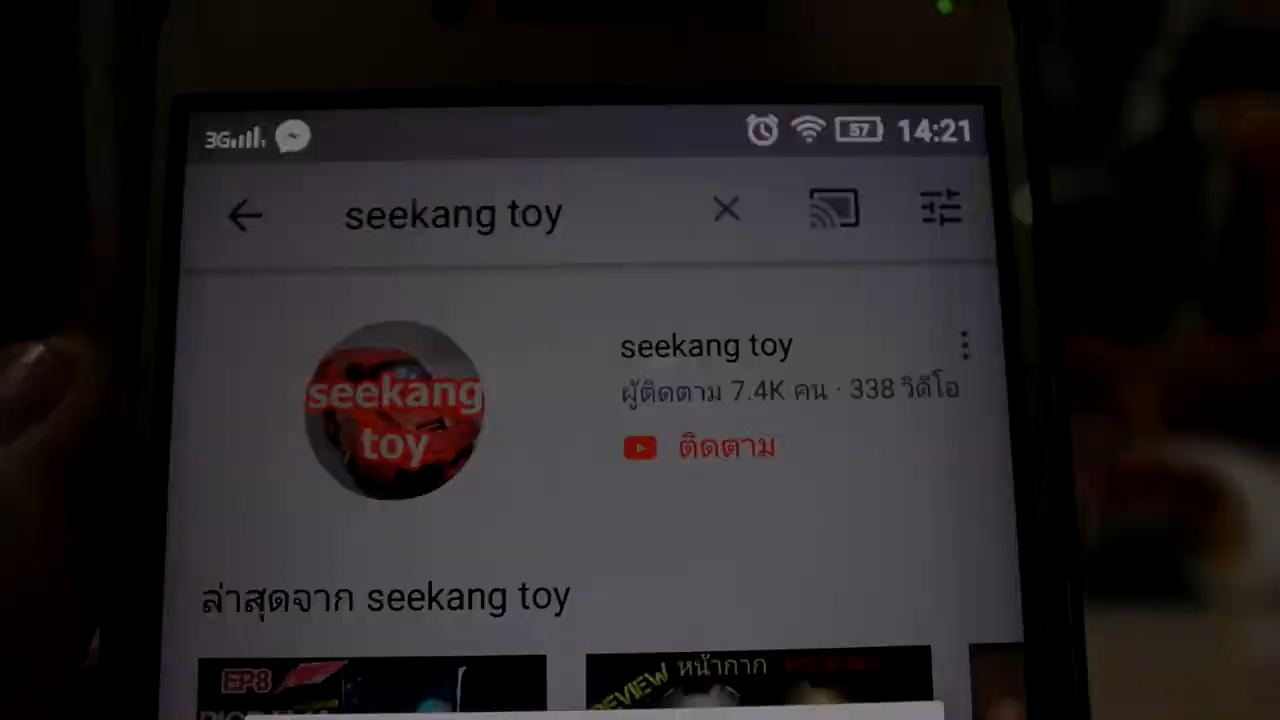 3G 57 14:21
seekang toy
seekang
toy
seekang toy
ผู้ติดตาม 7.4K คน · 338 วิดีโอ
ติดตาม
ล่าสุดจาก seekang toy
EP8
REVIEW หน้ากาก